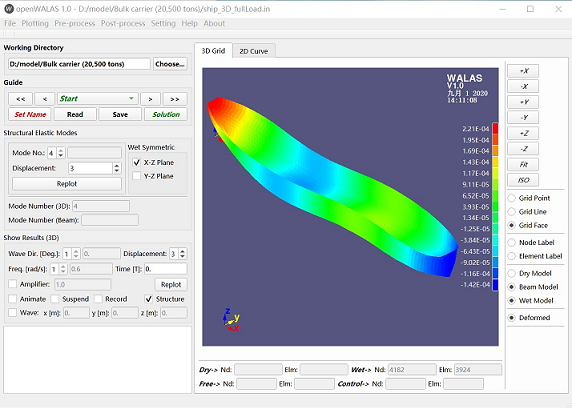 openWALAS 1.0 - D:/model/Bulk carrier (20,500 tons)/ship_3D_fullLoad.in
File Plotting Pre-process Post-process Setting Help
Working Directory
D:/model/Bulk carrier (20,500 tons) Choose...
Guide
<< < Start > >>
Set Name Read Save Solution
Structural Elastic Modes
Mode No.: 4
Displacement: 3
Replot
Wet Symmetric
X-Z Plane
Y-Z Plane
Mode Number (3D): 4
Mode Number (Beam):
Show Results (3D)
Wave Dir. [Deg.]: 1 0. Displacement: 3
Freq. (rad/s): 1 0.6 Time [T]: 0.
Amplifier: 1.0 Replot
Animate Suspend Record Structure
Wave: x [m]: 0. y [m]: 0. z [m]: 0.
3D Grid 2D Curve
WALAS
V1.0
九月 1 2020
14:11:08
2.21E-04
1.95E-04
1.69E-04
1.43E-04
1.17E-04
9.11E-05
6.52E-05
3.93E-05
1.34E-05
-1.25E-05
-3.84E-05
-6.43E-05
-9.02E-05
-1.16E-04
-1.42E-04
Z
Y
X
Dry-> Nd: Elm: Wet-> Nd: 4182 Elm: 3924
Free-> Nd: Elm: Control-> Nd: Elm:
+X
-X
+Y
-Y
+Z
-Z
Fit
ISO
Grid Point
Grid Line
Grid Face
Node Label
Element Label
Dry Model
Beam Model
Wet Model
Deformed